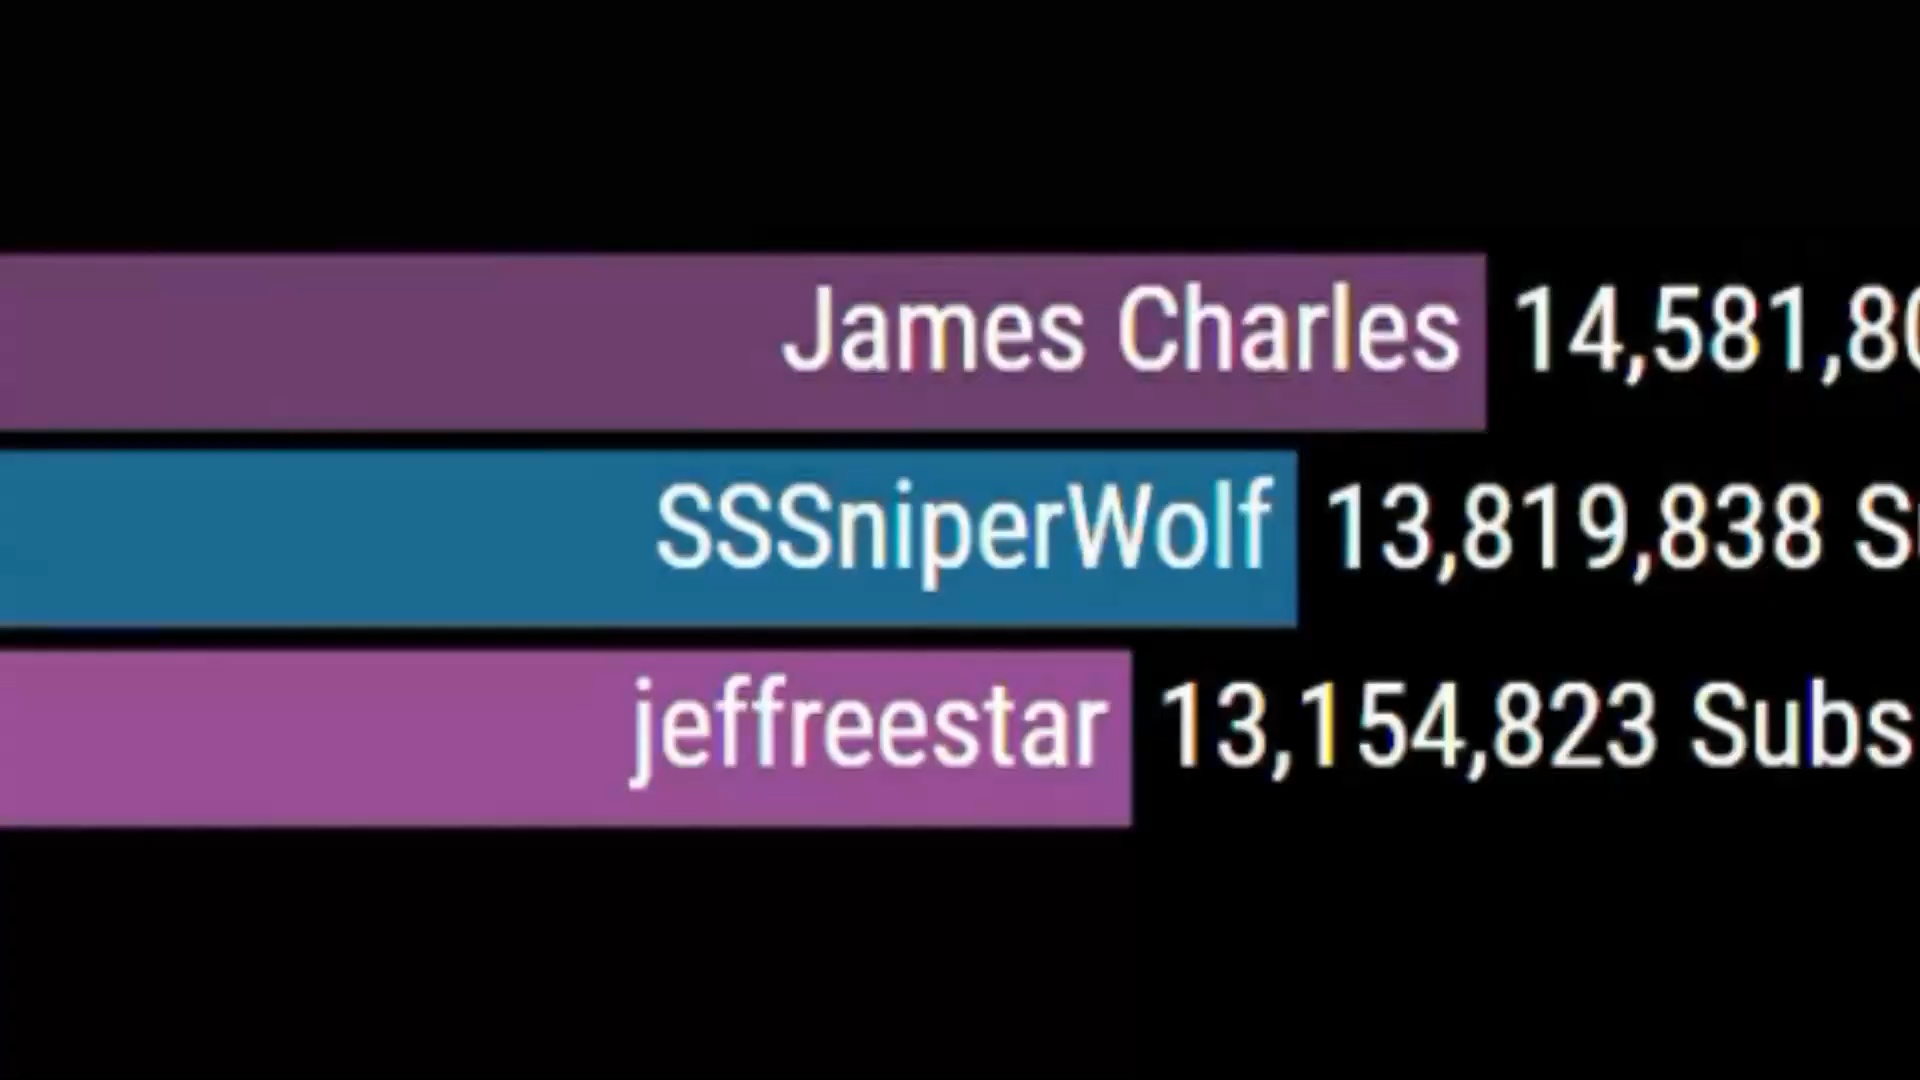 James Charles 14,581,80
SSSniperWolf 13,819,838 S
jeffreestar 13,154,823 Subs